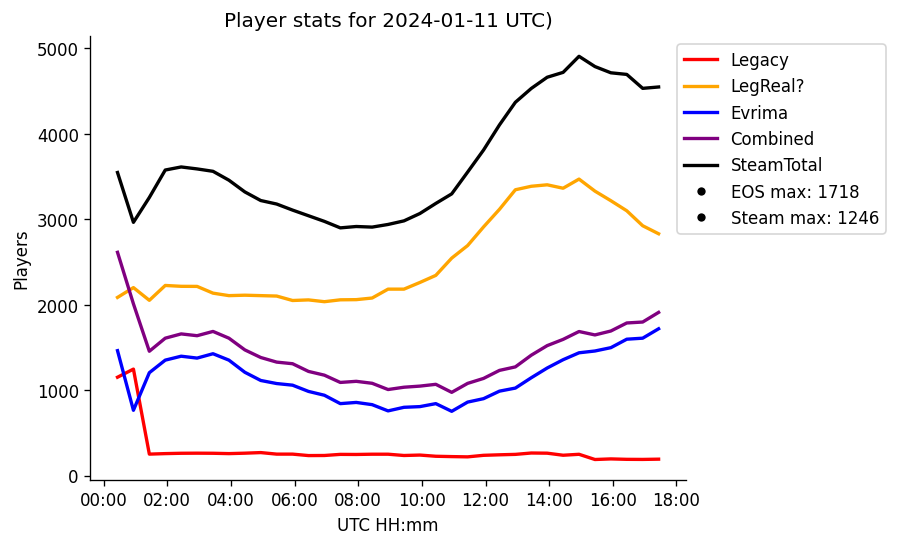 Player stats for 2024-01-11 UTC)
Players
5000
4000
3000
2000
1000
0
00:00 02:00 04:00 06:00 08:00 10:00 12:00 14:00 16:00 18:00
UTC HH:mm
Legacy
LegReal?
Evrima
Combined
SteamTotal
EOS max: 1718
Steam max: 1246